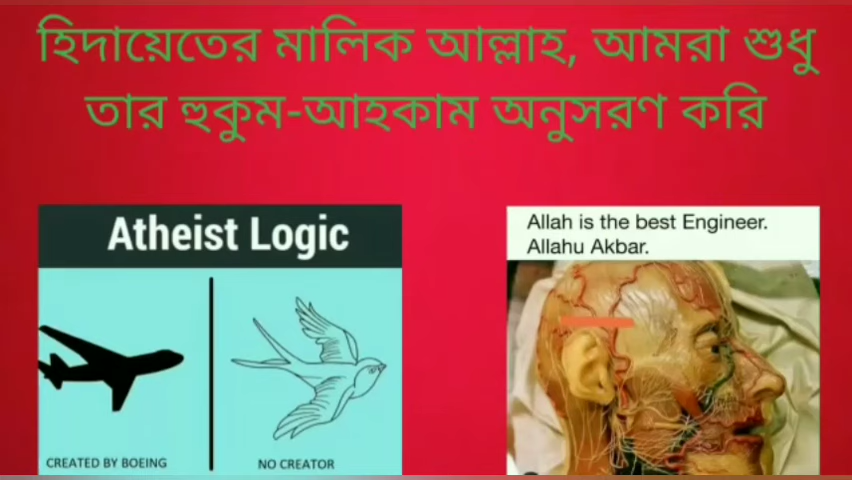 হিদায়েতের মালিক আল্লাহ, আমরা শুধু
তার হুকুম-আহকাম অনুসরণ করি
Atheist Logic
CREATED BY BOEING
NO CREATOR
Allah is the best Engineer.
Allahu Akbar.